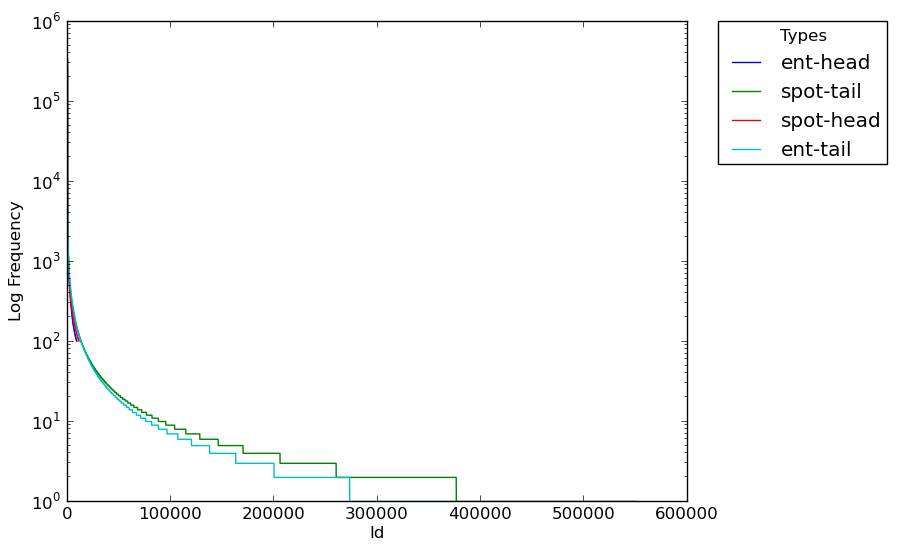 Types
ent-head
spot-tail
spot-head
ent-tail
Log Frequency
10^6
10^5
10^4
10^3
10^2
10^1
10^0
0 100000 200000 300000 400000 500000 600000
Id